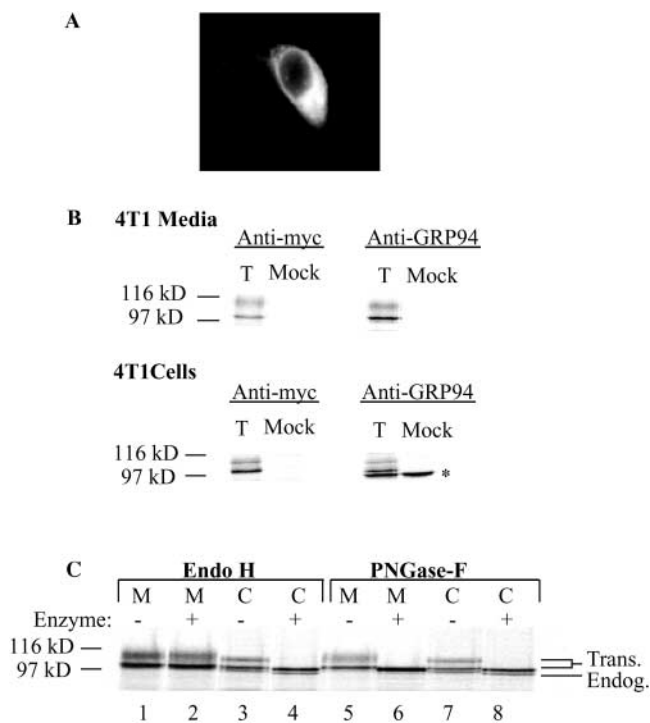 A
B 4T1 Media
Anti-myc Anti-GRP94
T Mock T Mock
116 kD
97 kD
4T1Cells
Anti-myc Anti-GRP94
T Mock T Mock
116 kD
97 kD *
C Endo H PNGase-F
M M C C M M C C
Enzyme: - + - + - + - +
116 kD
97 kD
Trans.
Endog.
1 2 3 4 5 6 7 8